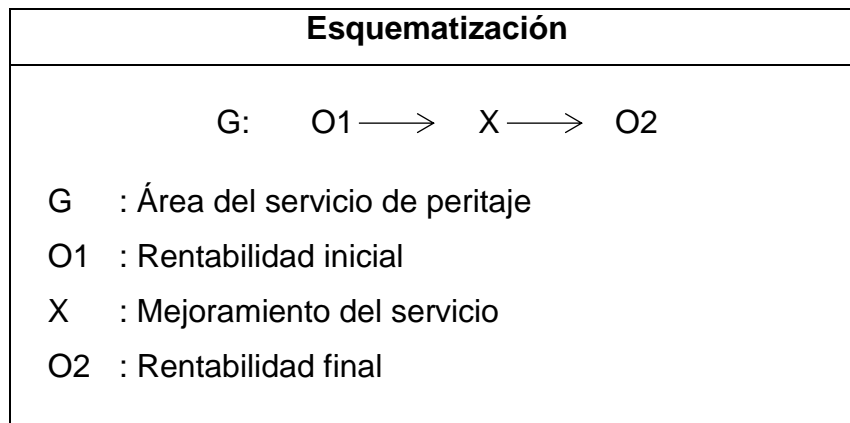 Esquematización
G: O1 → X → O2
G : Área del servicio de peritaje
O1 : Rentabilidad inicial
X : Mejoramiento del servicio
O2 : Rentabilidad final